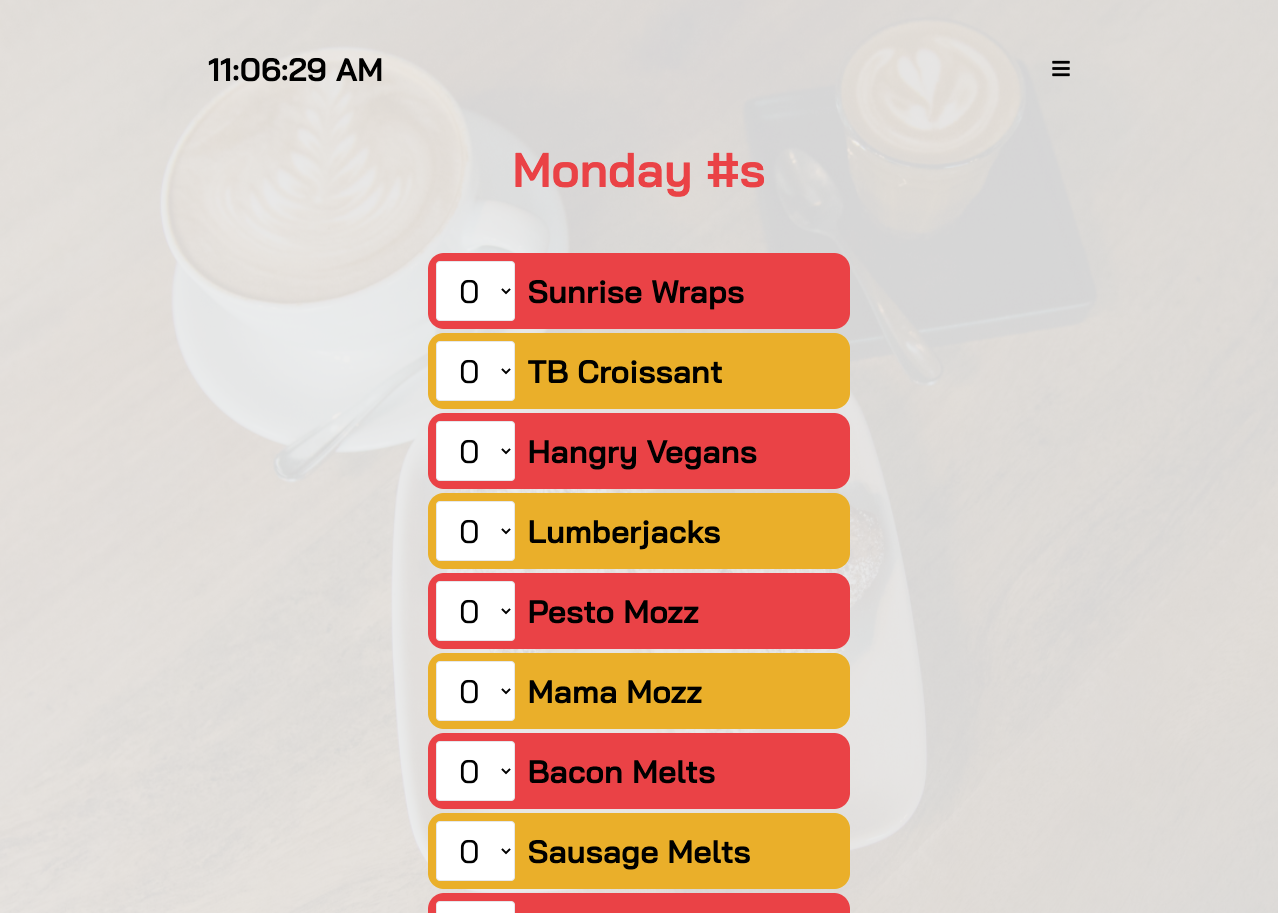 11:06:29 AM
Monday #s
0 Sunrise Wraps
0 TB Croissant
0 Hangry Vegans
0 Lumberjacks
0 Pesto Mozz
0 Mama Mozz
0 Bacon Melts
0 Sausage Melts